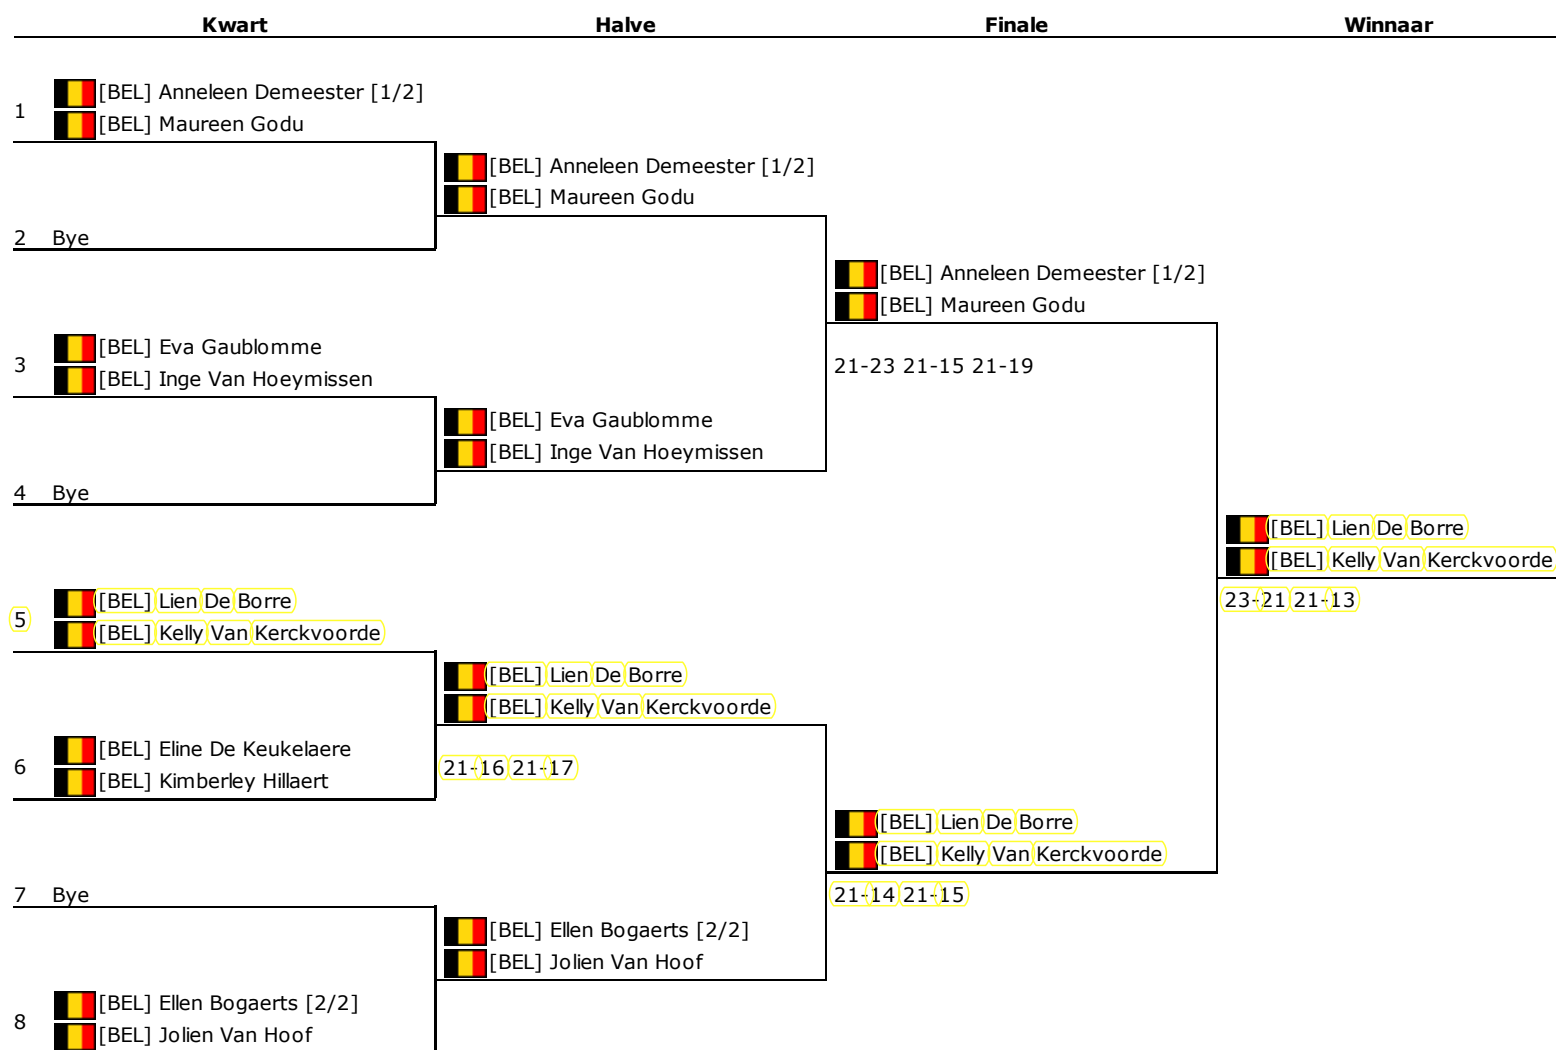 Kwart Halve Finale Winnaar
[BEL] Anneleen Demeester [1/2]
1
[BEL] Maureen Godu
[BEL] Anneleen Demeester [1/2]
[BEL] Maureen Godu
2 Bye
[BEL] Anneleen Demeester [1/2]
[BEL] Maureen Godu
[BEL] Eva Gaublomme
3
[BEL] Inge Van Hoeymissen
21-23 21-15 21-19
[BEL] Eva Gaublomme
[BEL] Inge Van Hoeymissen
4 Bye
[BEL] Lien De Borre
[BEL] Kelly Van Kerckvoorde
23-21 21-13
[BEL] Lien De Borre
5
[BEL] Kelly Van Kerckvoorde
[BEL] Lien De Borre
[BEL] Kelly Van Kerckvoorde
[BEL] Eline De Keukelaere
6
[BEL] Kimberley Hillaert
21-16 21-17
[BEL] Lien De Borre
[BEL] Kelly Van Kerckvoorde
21-14 21-15
7 Bye
[BEL] Ellen Bogaerts [2/2]
[BEL] Jolien Van Hoof
[BEL] Ellen Bogaerts [2/2]
8
[BEL] Jolien Van Hoof